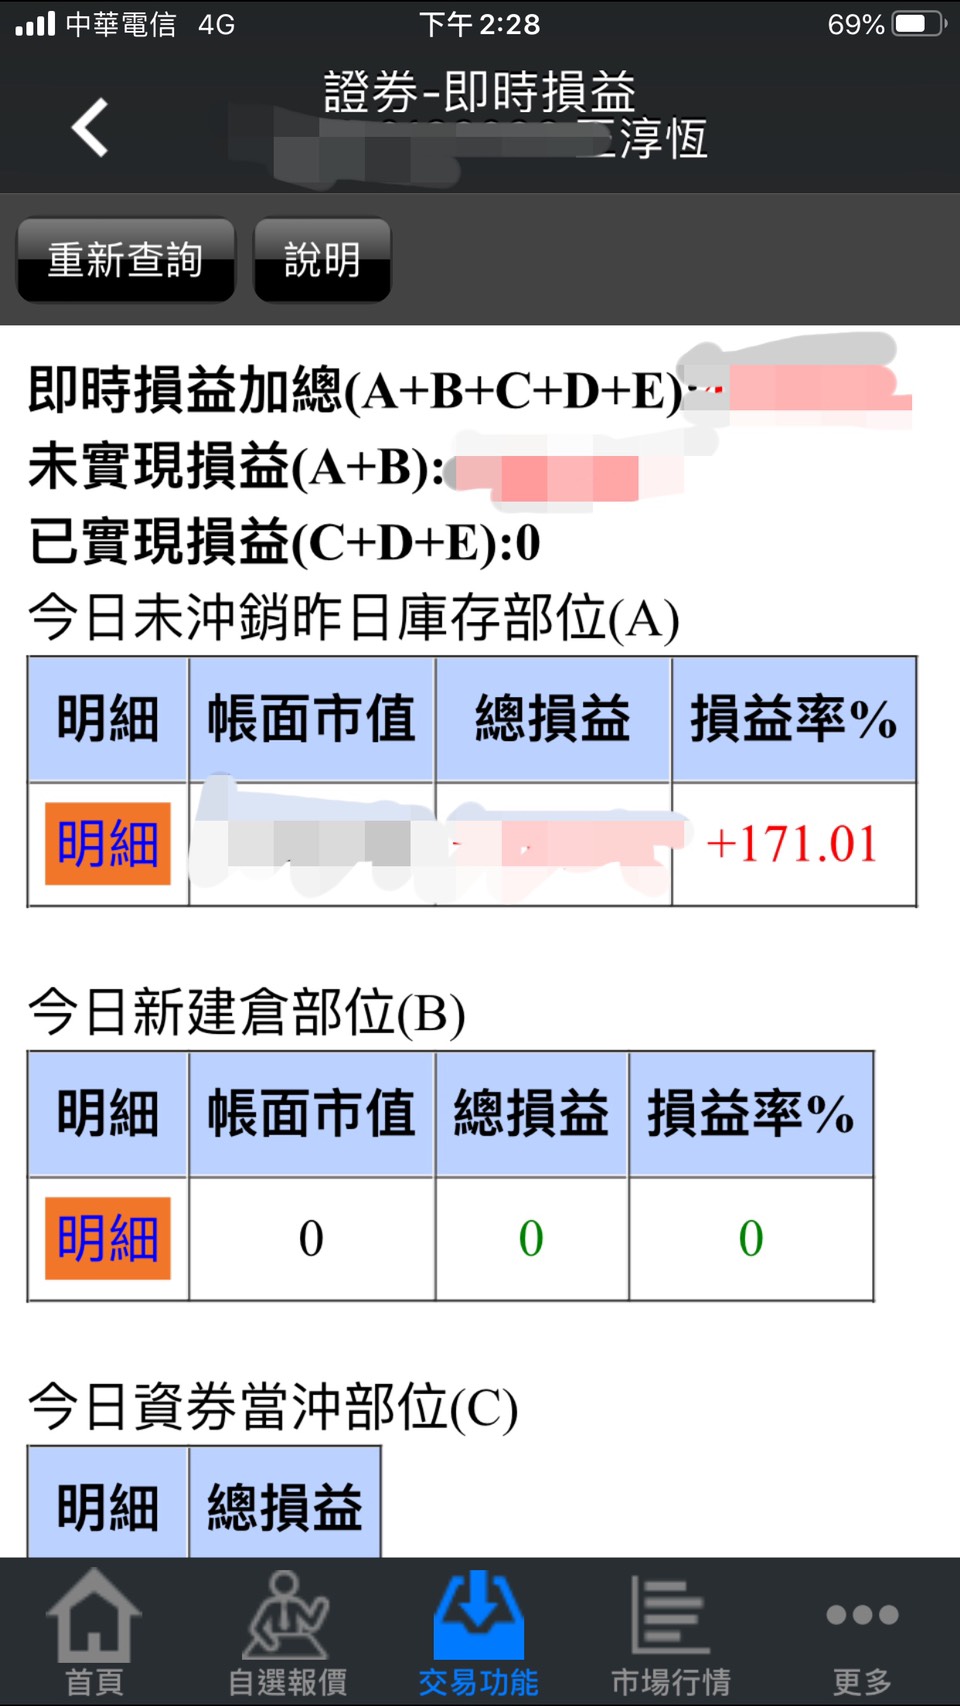 中華電信 4G 下午2:28 69%
證券-即時損益
淳恆
重新查詢 說明
即時損益加總(A+B+C+D+E):
未實現損益(A+B):
已實現損益(C+D+E):0
今日未沖銷昨日庫存部位(A)
明細 帳面市值 總損益 損益率%
明細 +171.01
今日新建倉部位(B)
明細 帳面市值 總損益 損益率%
明細 0 0 0
今日資券當沖部位(C)
明細 總損益
首頁 自選報價 交易功能 市場行情 更多